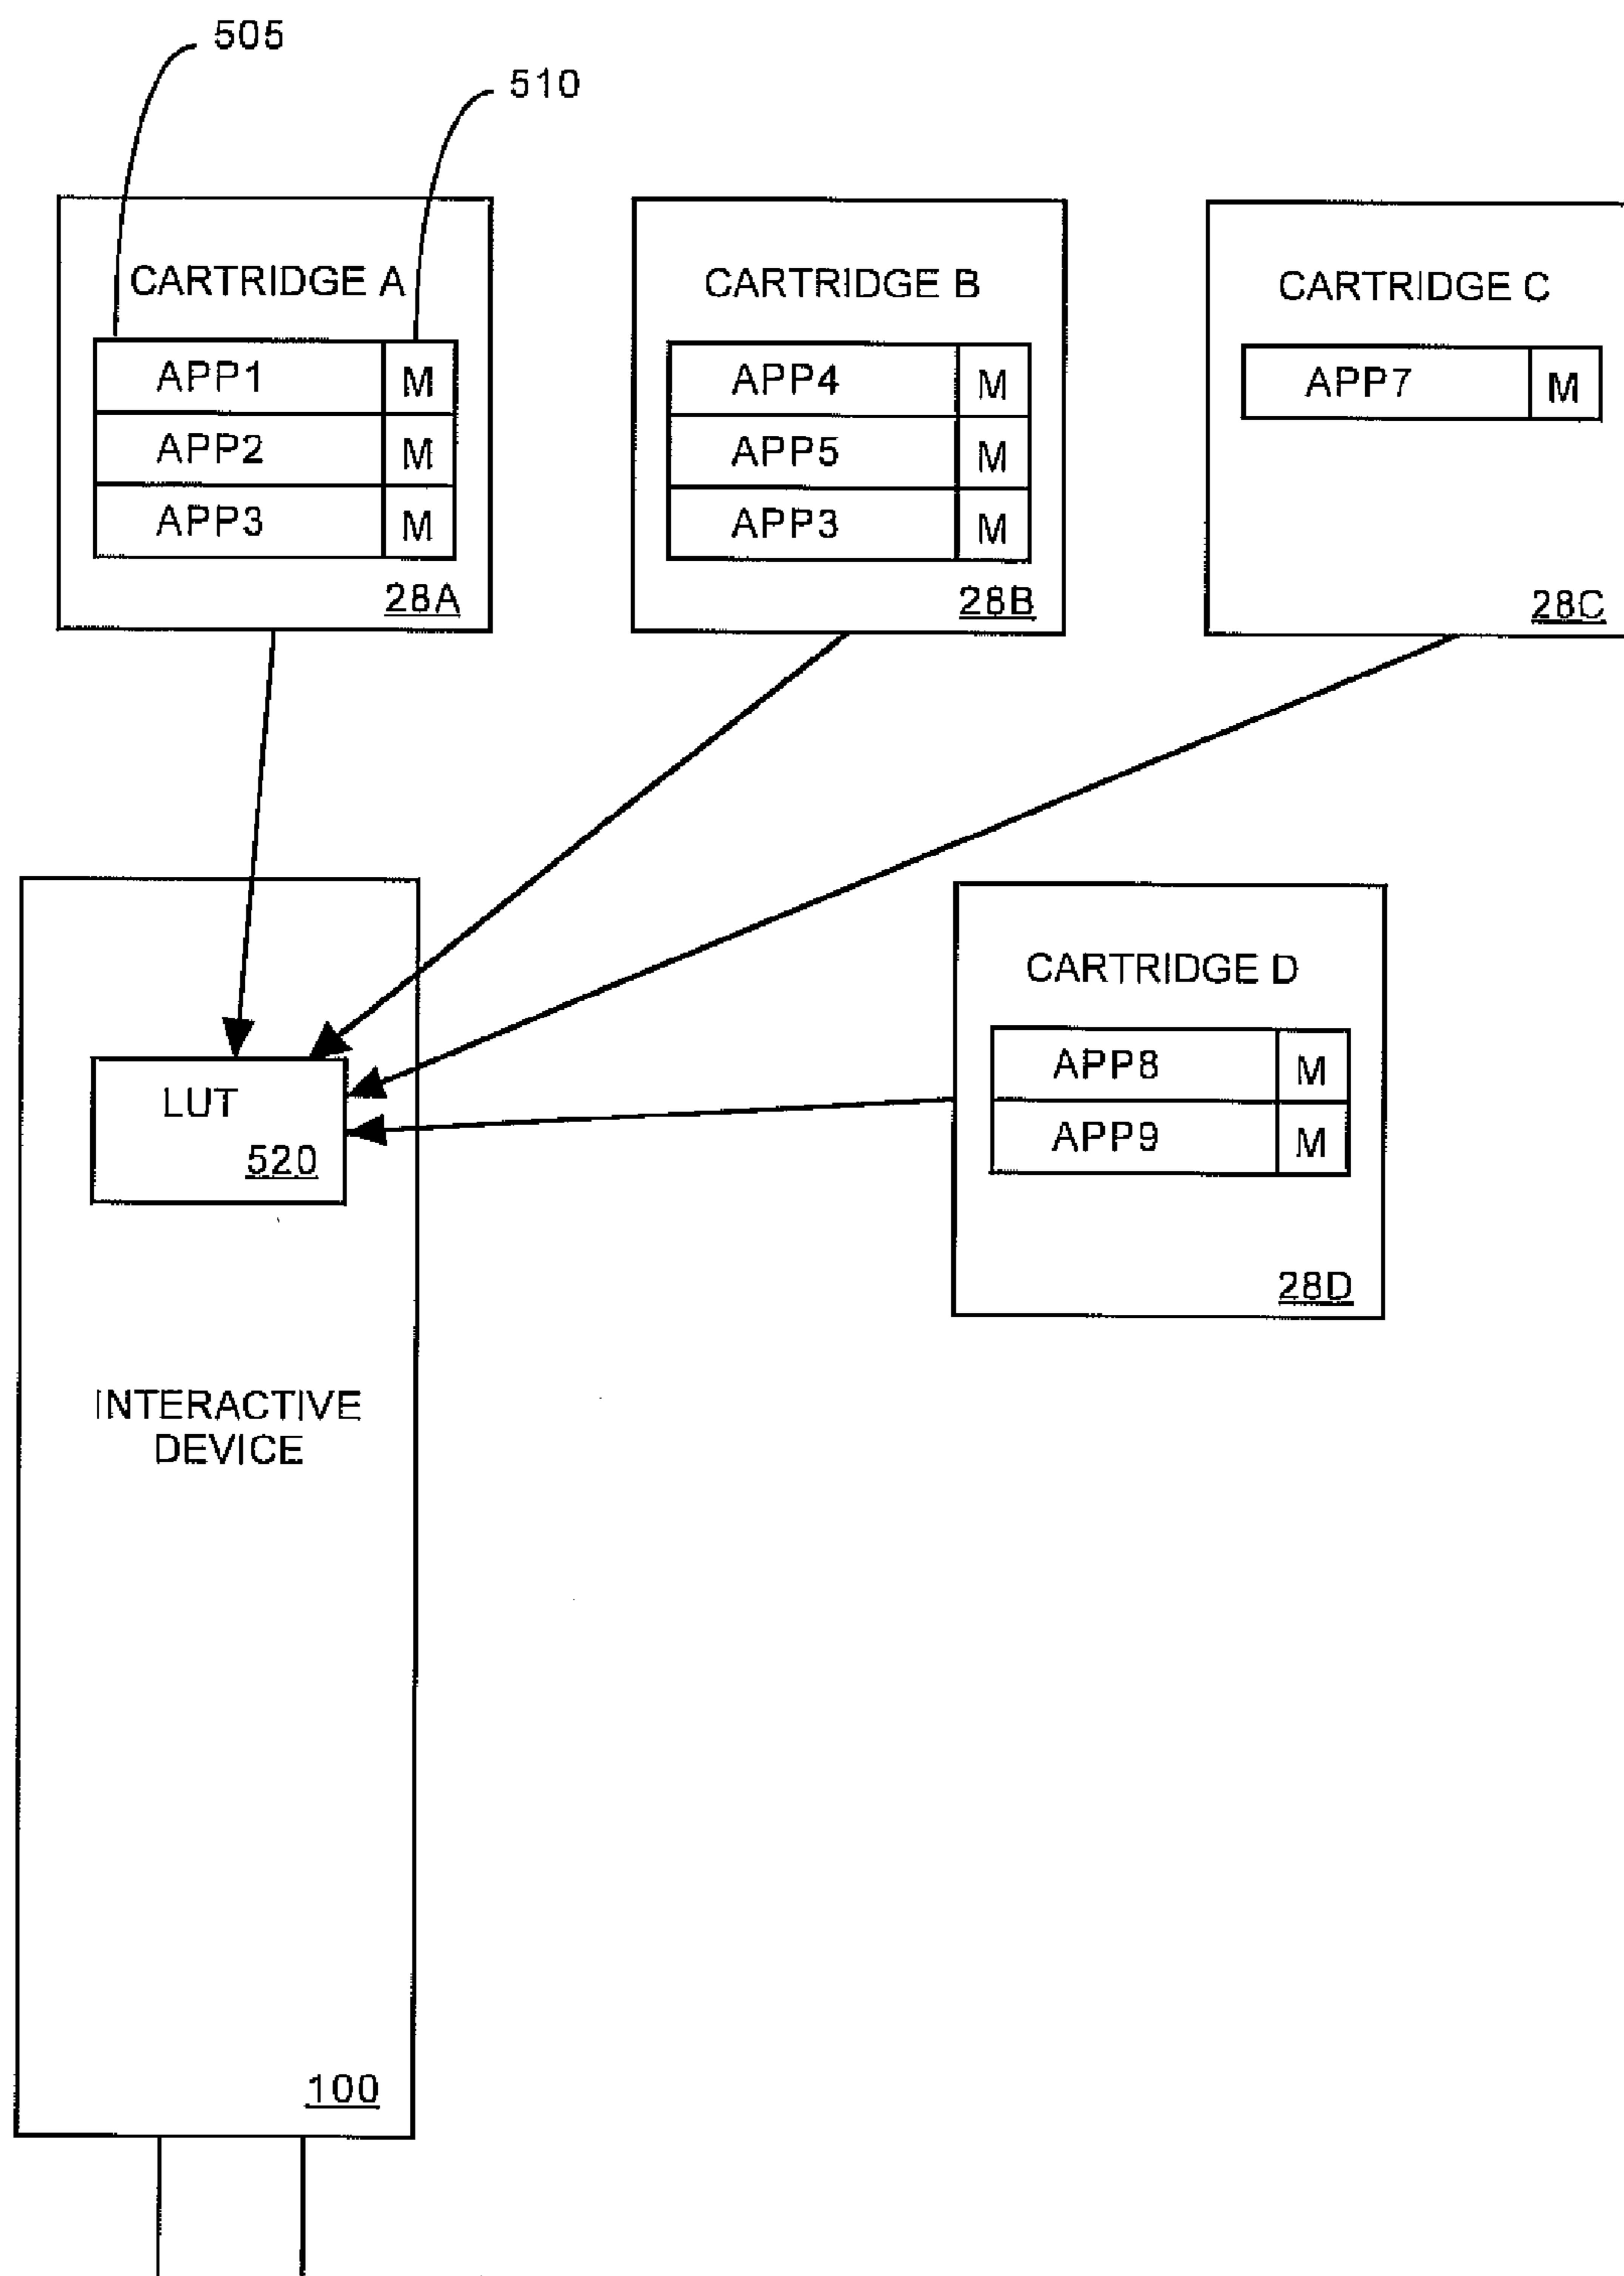 505
510
CARTRIDGE A
APP1 M
APP2 M
APP3 M
28A
CARTRIDGE B
APP4 M
APP5 M
APP3 M
28B
CARTRIDGE C
APP7 M
28C
LUT
520
INTERACTIVE
DEVICE
100
CARTRIDGE D
APP8 M
APP9 M
28D